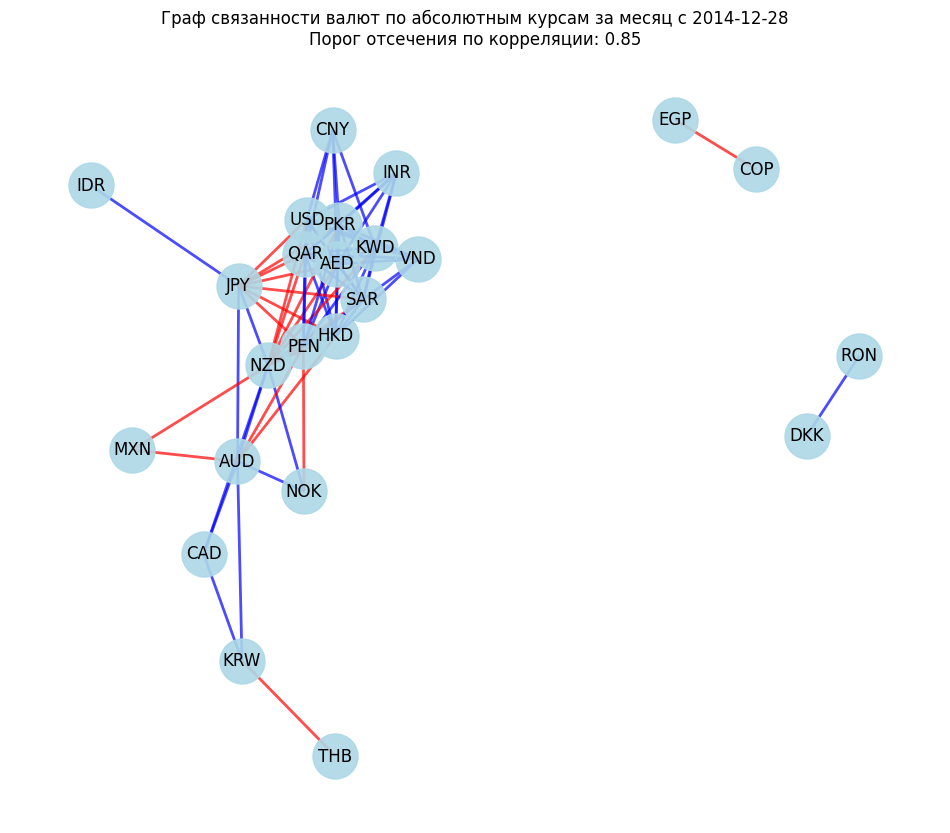 Граф связанности валют по абсолютным курсам за месяц с 2014-12-28
Порог отсечения по корреляции: 0.85
EGP
CNY
COP
INR
IDR
USD
PKR
KWD
QAR
VND
AED
JPY
SAR
HKD
PEN
RON
NZD
DKK
MXN
AUD
NOK
CAD
KRW
THB